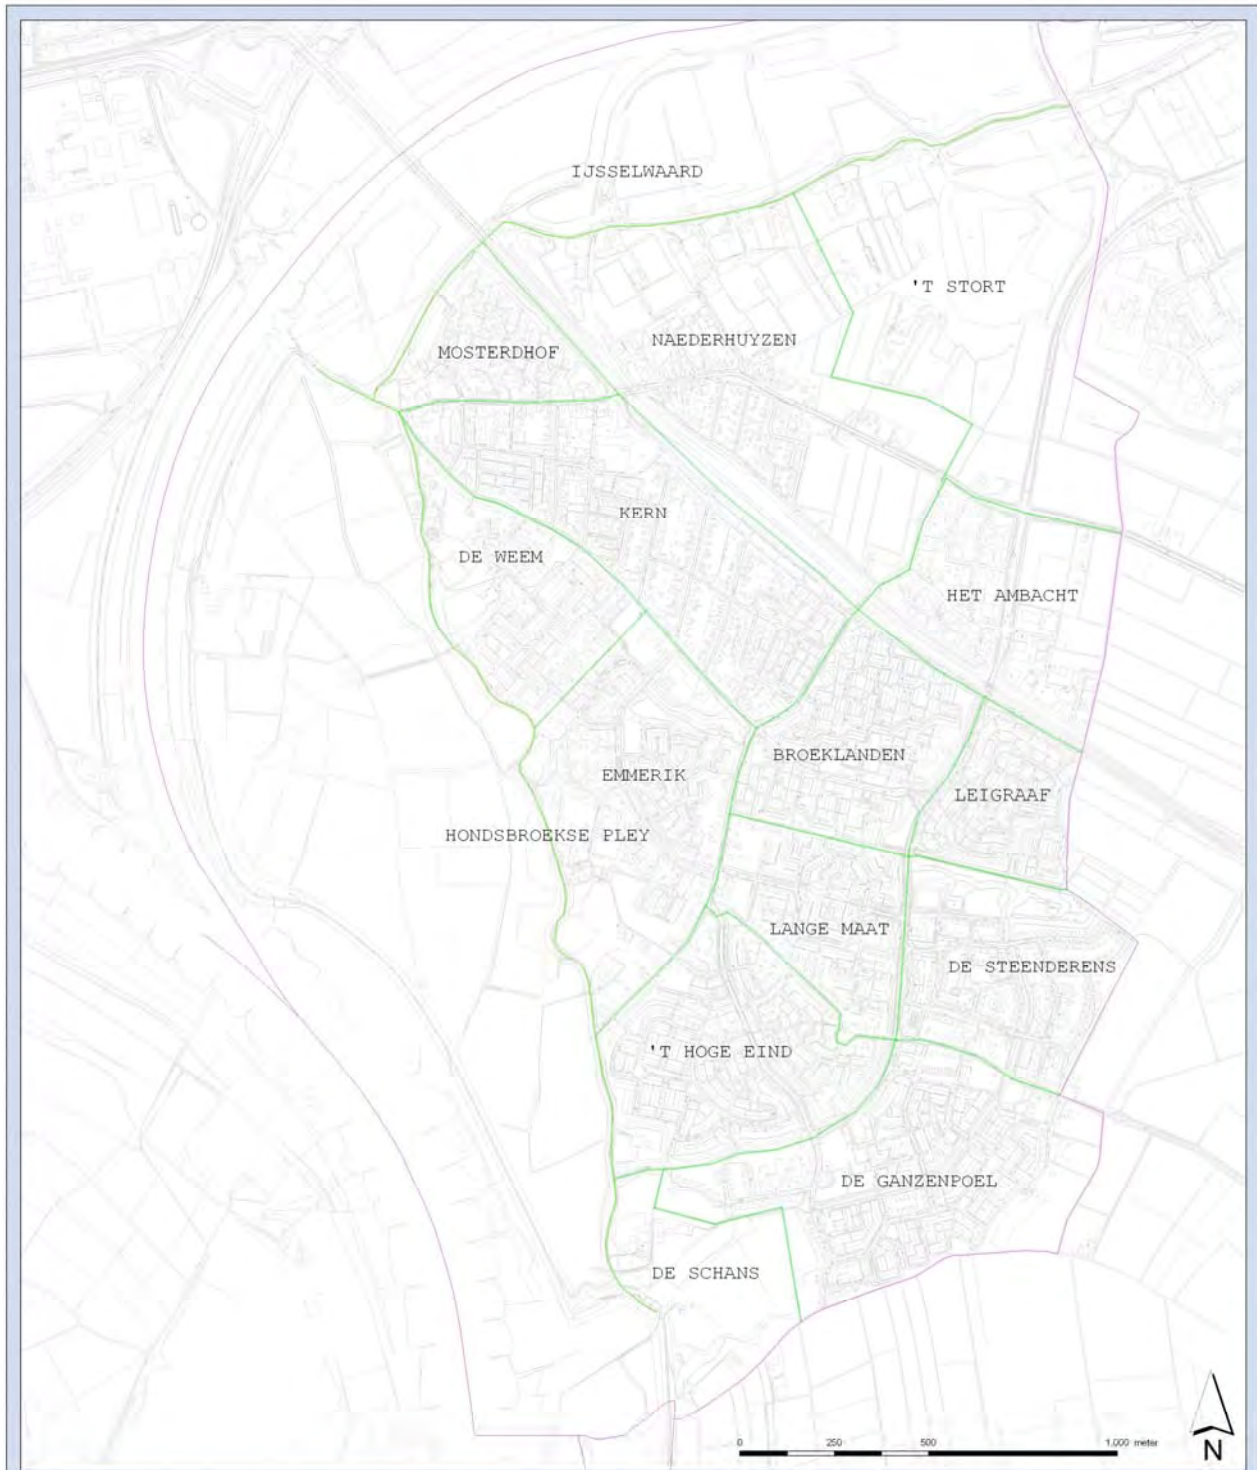 IJSSELWAARD
'T STORT
NAEDERHUYZEN
MOSTERDHOF
KERN
DE WEEM
HET AMBACHT
BROEKLANDEN
EMMERIK
LEIGRAAF
HONDSBROEKSE PLEY
LANGE MAAT
DE STEENDERENS
'T HOGE EIND
DE GANZENPOEL
DE SCHANS
0 250 500 1,000 meter
N